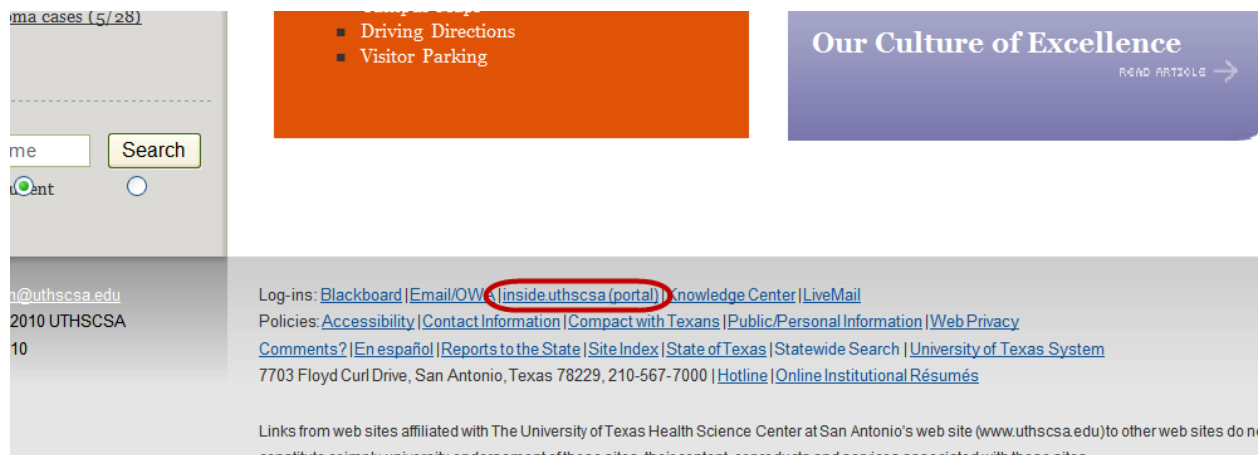 oma cases (5/28)
Campus Maps
Driving Directions
Visitor Parking
Our Culture of Excellence
READ ARTICLE
me
Search
ent
n@uthscsa.edu
2010 UTHSCSA
10
Log-ins: Blackboard | Email/OWA | inside.uthscsa (portal) | Knowledge Center | LiveMail
Policies: Accessibility | Contact Information | Compact with Texans | Public/Personal Information | Web Privacy
Comments? | En español | Reports to the State | Site Index | State of Texas | Statewide Search | University of Texas System
7703 Floyd Curl Drive, San Antonio, Texas 78229, 210-567-7000 | Hotline | Online Institutional Résumés
Links from web sites affiliated with The University of Texas Health Science Center at San Antonio's web site (www.uthscsa.edu)to other web sites do